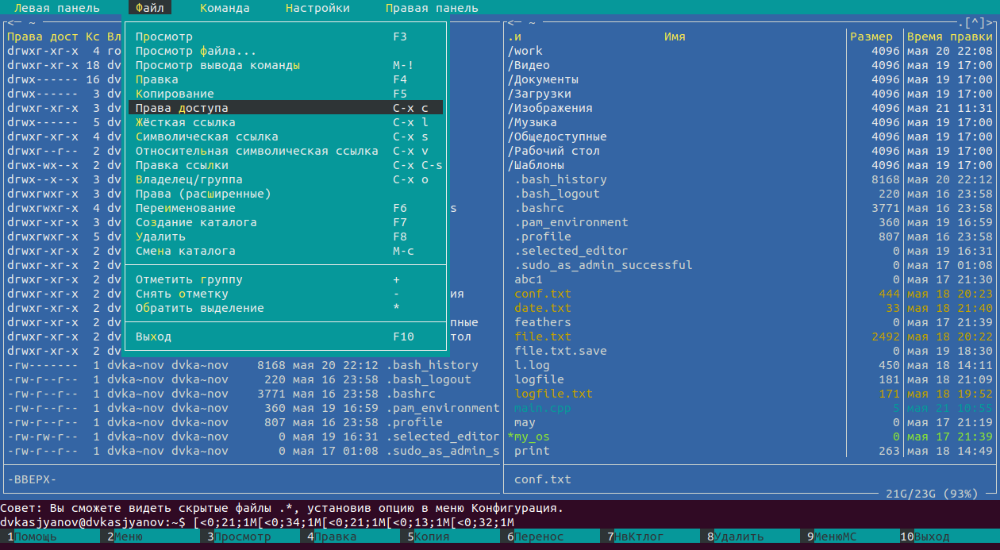 Левая панель Файл Команда Настройки Правая панель
<─ ~ <─ ~ .[^]>
Права дост Кс Вл .и Имя Размер Время правки
drwxr-xr-x 4 ro Просмотр F3 /work 4096 мая 20 22:08
drwxr-xr-x 18 dv Просмотр файла... /Видео 4096 мая 19 17:00
drwx------ 16 dv Просмотр вывода команды M-! /Документы 4096 мая 19 17:00
drwx------ 3 dv Правка F4 /Загрузки 4096 мая 19 17:00
drwxr-xr-x 3 dv Копирование F5 /Изображения 4096 мая 21 11:31
drwx------ 5 dv Права доступа C-x c /Музыка 4096 мая 19 17:00
drwxr-xr-x 4 dv Жёсткая ссылка C-x l /Общедоступные 4096 мая 19 17:00
drwxr--r-- 2 dv Символическая ссылка C-x s /Рабочий стол 4096 мая 19 17:00
drwx-wx--x 2 dv Относительная символическая ссылка C-x v /Шаблоны 4096 мая 19 17:00
drwx--x--x 3 dv Правка ссылки C-x C-s .bash_history 8168 мая 20 22:12
drwxrwxr-x 3 dv Владелец/группа C-x o .bash_logout 220 мая 16 23:58
drwxrwxr-x 4 dv Права (расширенные) s .bashrc 3771 мая 16 23:58
drwxr-xr-x 3 dv Переименование F6 .pam_environment 360 мая 19 16:59
drwxrwxr-x 5 dv Создание каталога F7 .profile 807 мая 16 23:58
drwxr-xr-x 2 dv Удалить F8 .selected_editor 0 мая 19 16:31
drwxr-xr-x 2 dv Смена каталога M-c .sudo_as_admin_successful 0 мая 17 01:08
drwxr-xr-x 2 dv Отметить группу + abc1 0 мая 17 21:30
drwxr-xr-x 2 dv Снять отметку - ия conf.txt 444 мая 18 20:23
drwxr-xr-x 2 dv Обратить выделение * date.txt 33 мая 18 21:40
drwxr-xr-x 2 dv пные feathers 0 мая 17 21:39
drwxr-xr-x 2 dv Выход F10 тол file.txt 2492 мая 18 20:22
drwxr-xr-x 2 dv file.txt.save 0 мая 19 18:30
-rw------- 1 dvka~nov dvka~nov 8168 мая 20 22:12 .bash_history l.log 450 мая 18 14:11
-rw-r--r-- 1 dvka~nov dvka~nov 220 мая 16 23:58 .bash_logout logfile 181 мая 18 21:09
-rw-r--r-- 1 dvka~nov dvka~nov 3771 мая 16 23:58 .bashrc logfile.txt 171 мая 18 19:52
-rw-r--r-- 1 dvka~nov dvka~nov 360 мая 19 16:59 .pam_environment main.cpp 5 мая 21 10:55
-rw-r--r-- 1 dvka~nov dvka~nov 807 мая 16 23:58 .profile may 0 мая 17 21:19
-rw-rw-r-- 1 dvka~nov dvka~nov 0 мая 19 16:31 .selected_editor *my_os 0 мая 17 21:39
-rw-r--r-- 1 dvka~nov dvka~nov 0 мая 17 01:08 .sudo_as_admin_s print 263 мая 18 14:49
-ВВЕРХ- conf.txt
21G/23G (93%)
Совет: Вы сможете видеть скрытые файлы .*, установив опцию в меню Конфигурация.
dvkasjyanov@dvkasjyanov:~$ [<0;21;1M[<0;34;1M[<0;21;1M[<0;13;1M[<0;32;1M
1Помощь 2Меню 3Просмотр 4Правка 5Копия 6Перенос 7НвКтлог 8Удалить 9МенюMC 10Выход